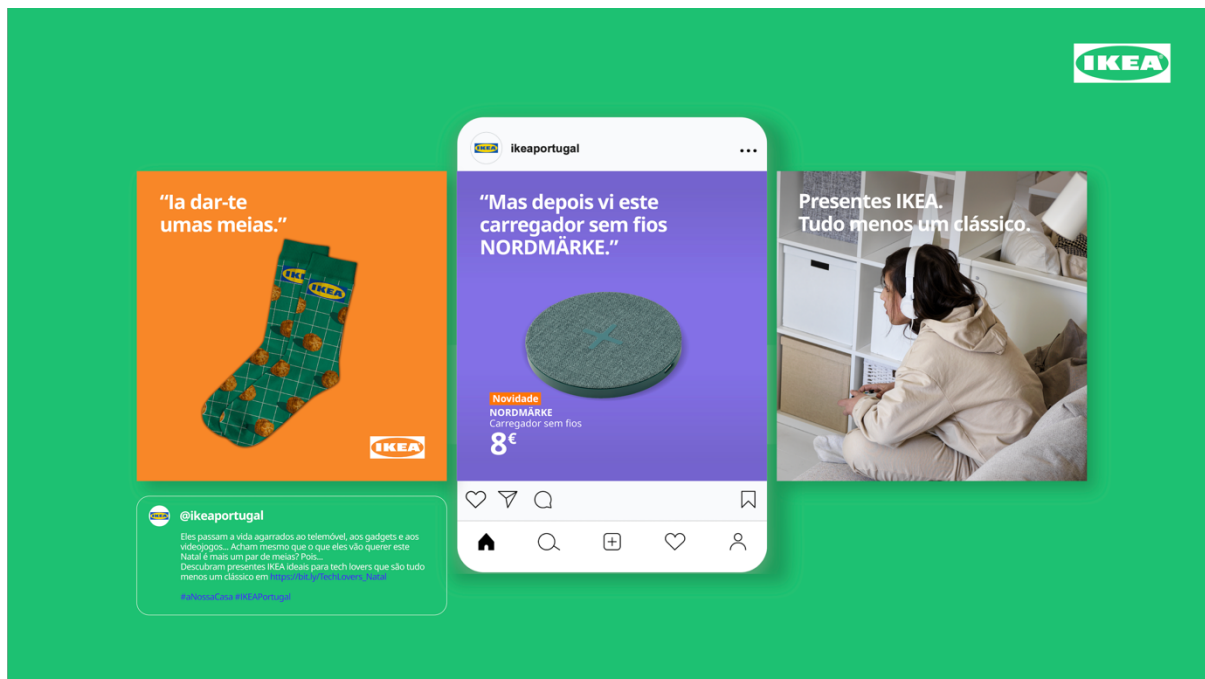 IKEA
ikeaportugal
“Ia dar-te
umas meias.”
IKEA
IKEA
“Mas depois vi este
carregador sem fios
NORDMÄRKE.”
Novidade
NORDMÄRKE
Carregador sem fios
8€
Presentes IKEA.
Tudo menos um clássico.
@ikeaportugal
Eles passam a vida agarrados ao telemóvel, aos gadgets e aos
videojogos... Acham mesmo que o que eles vão querer este
Natal é mais um par de meias? Pois...
Descubram presentes IKEA ideais para tech lovers que são tudo
menos um clássico em https://bit.ly/TechLovers_Natal
#aNossaCasa #IKEAPortugal